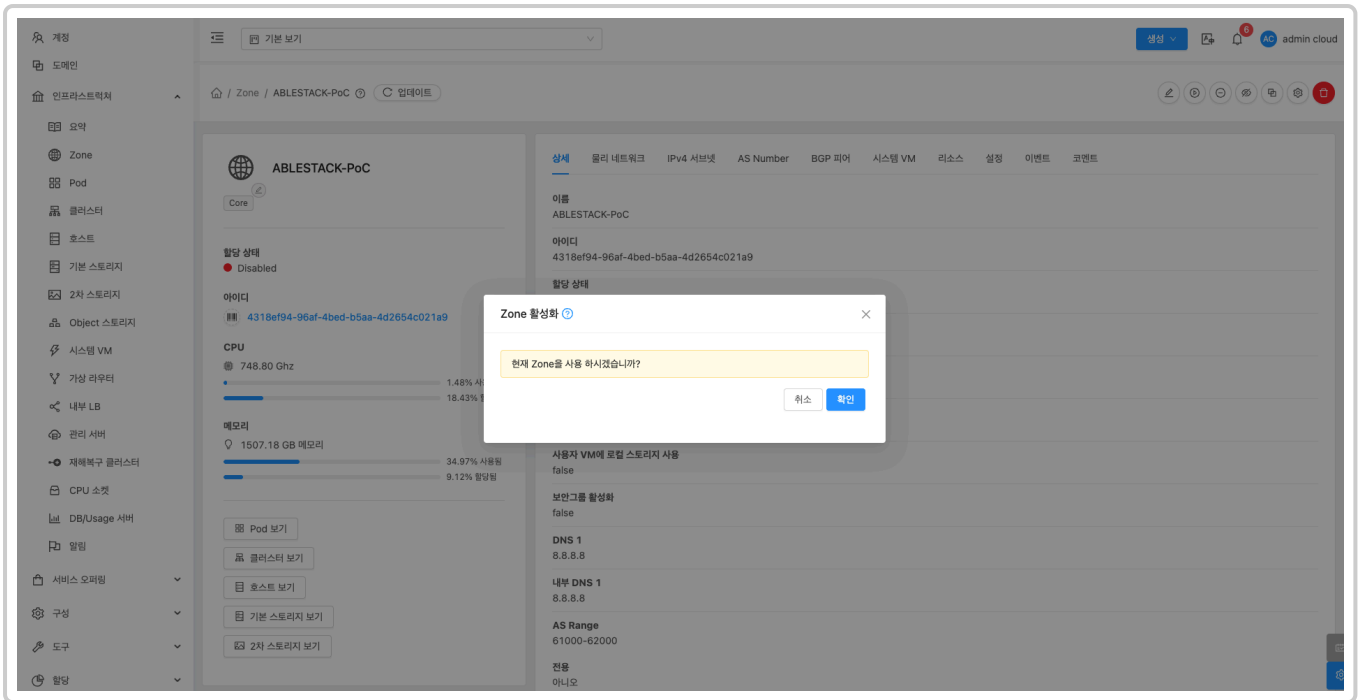 계정
도메인
인프라스트럭쳐
요약
Zone
Pod
클러스터
호스트
기본 스토리지
2차 스토리지
Object 스토리지
시스템 VM
가상 라우터
내부 LB
관리 서버
재해복구 클러스터
CPU 소켓
DB/Usage 서버
알림
서비스 오퍼링
구성
도구
할당
기본 보기
생성
6
AC
admin cloud
/ Zone / ABLESTACK-PoC
업데이트
ABLESTACK-PoC
Core
할당 상태
Disabled
아이디
4318ef94-96af-4bed-b5aa-4d2654c021a9
CPU
748.80 Ghz
1.48% 사
18.43%
메모리
1507.18 GB 메모리
34.97% 사용됨
9.12% 할당됨
Pod 보기
클러스터 보기
호스트 보기
기본 스토리지 보기
2차 스토리지 보기
상세 물리 네트워크 IPv4 서브넷 AS Number BGP 피어 시스템 VM 리소스 설정 이벤트 코멘트
이름
ABLESTACK-PoC
아이디
4318ef94-96af-4bed-b5aa-4d2654c021a9
할당 상태
Zone 활성화
현재 Zone을 사용 하시겠습니까?
취소 확인
사용자 VM에 로컬 스토리지 사용
false
보안그룹 활성화
false
DNS 1
8.8.8.8
내부 DNS 1
8.8.8.8
AS Range
61000-62000
전용
아니오